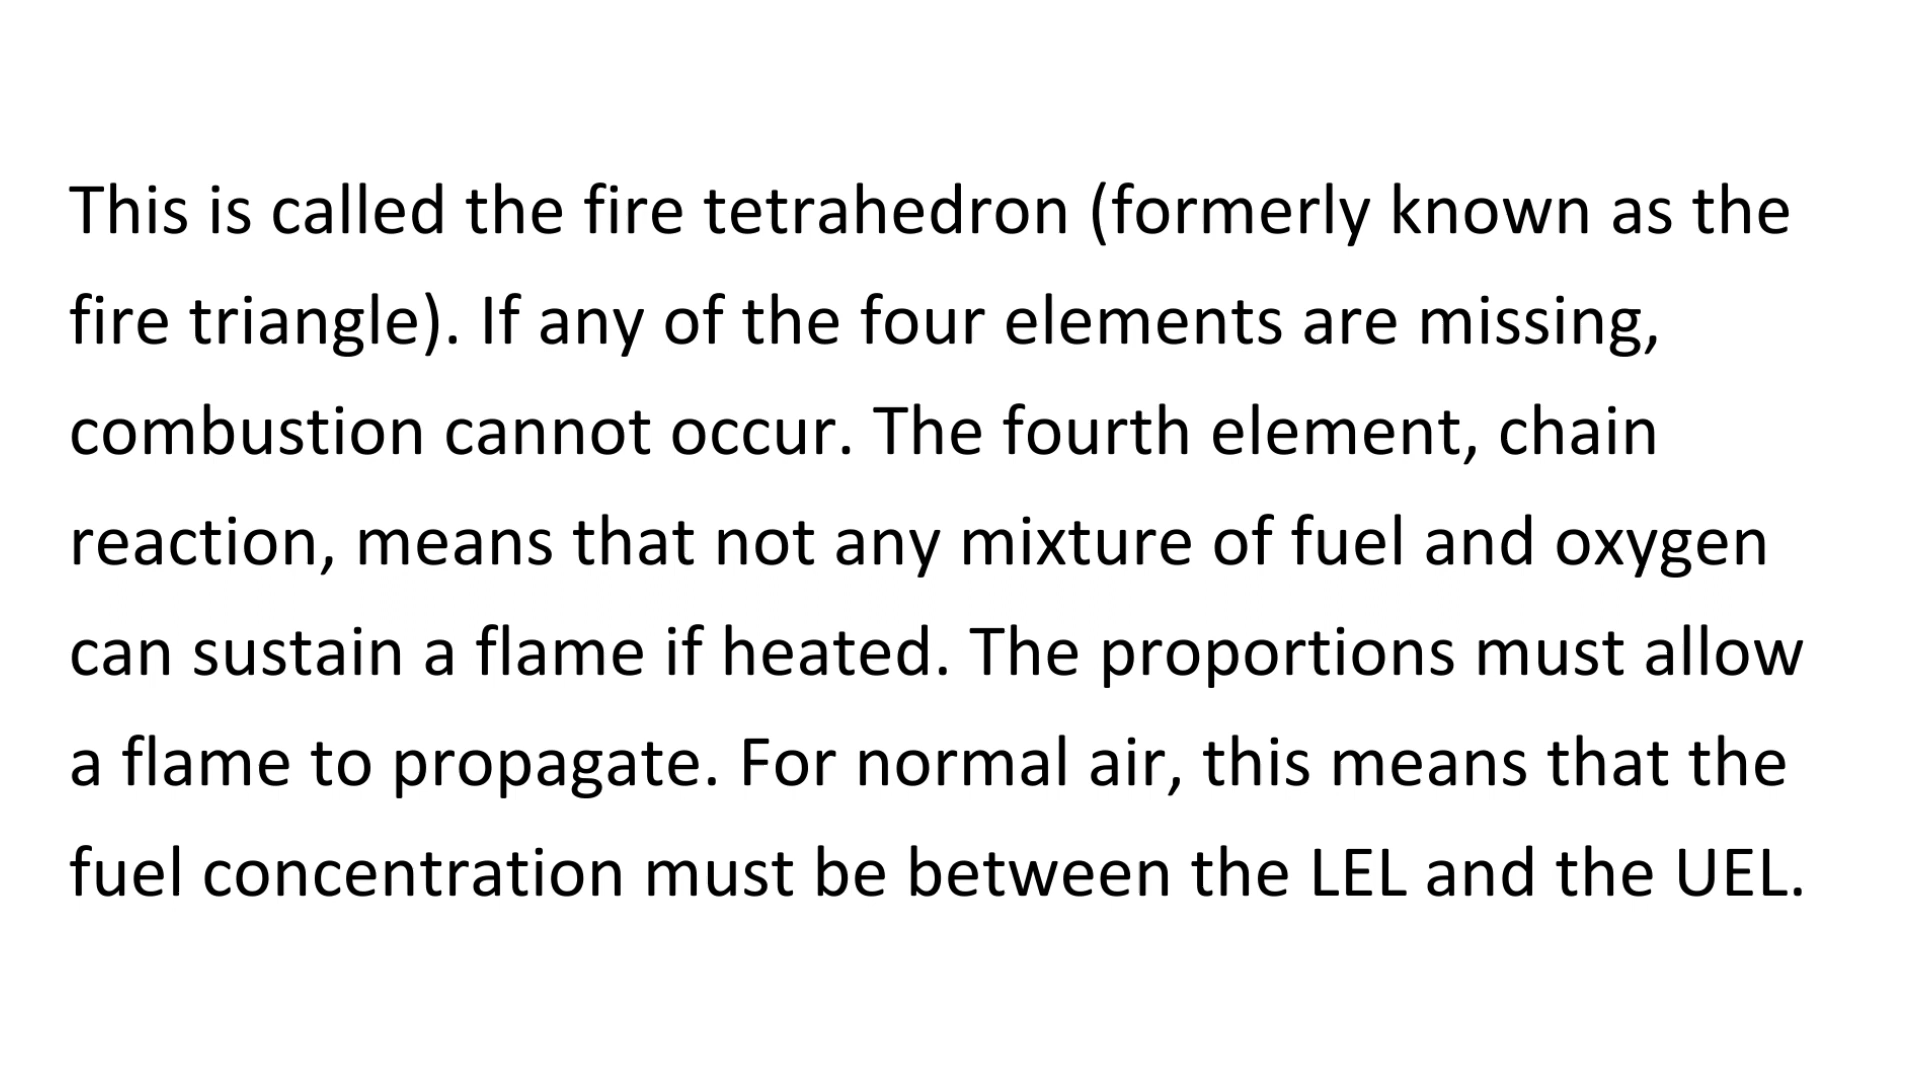 This is called the fire tetrahedron (formerly known as the
fire triangle). If any of the four elements are missing,
combustion cannot occur. The fourth element, chain
reaction, means that not any mixture of fuel and oxygen
can sustain a flame if heated. The proportions must allow
a flame to propagate. For normal air, this means that the
fuel concentration must be between the LEL and the UEL.